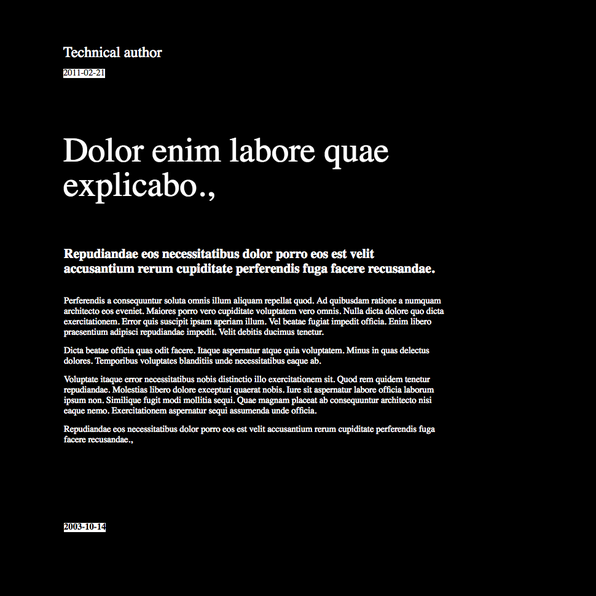 Technical author
2011-02-21
Dolor enim labore quae
explicabo.,
Repudiandae eos necessitatibus dolor porro eos est velit
accusantium rerum cupiditate perferendis fuga facere recusandae.
Perferendis a consequuntur soluta omnis illum aliquam repellat quod. Ad quibusdam ratione a numquam
architecto eos eveniet. Maiores porro vero cupiditate voluptatem vero omnis. Nulla dicta dolore quo dicta
exercitationem. Error quis suscipit ipsam aperiam illum. Vel beatae fugiat impedit officia. Enim libero
praesentium adipisci repudiandae impedit. Velit debitis ducimus tenetur.
Dicta beatae officia quas odit facere. Itaque aspernatur atque quia voluptatem. Minus in quas delectus
dolores. Temporibus voluptates blanditiis unde necessitatibus eaque ab.
Voluptate itaque error necessitatibus nobis distinctio illo exercitationem sit. Quod rem quidem tenetur
repudiandae. Molestias libero dolore excepturi quaerat nobis. Iure sit aspernatur labore officia laborum
ipsum non. Similique fugit modi mollitia sequi. Quae magnam placeat ab consequuntur architecto nisi
eaque nemo. Exercitationem aspernatur sequi assumenda unde officia.
Repudiandae eos necessitatibus dolor porro eos est velit accusantium rerum cupiditate perferendis fuga
facere recusandae.,
2003-10-14